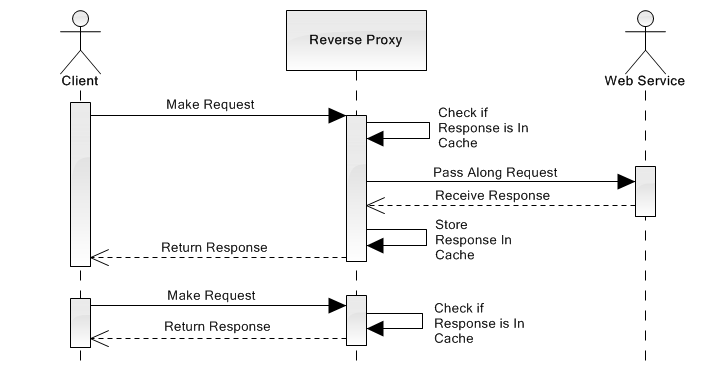 Reverse Proxy
Client
Web Service
Make Request
Check if
Response is In
Cache
Pass Along Request
Receive Response
Store
Response In
Cache
Return Response
Make Request
Check if
Response is In
Cache
Return Response